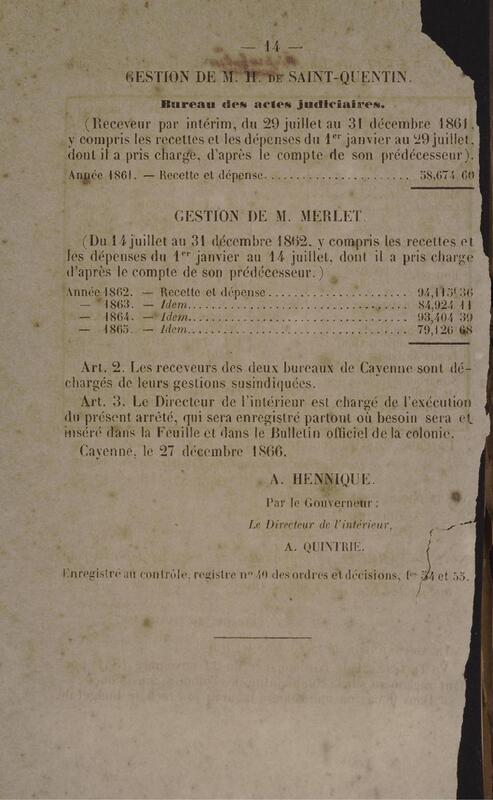 — 14 —
GESTION DE M. H. DE SAINT-QUENTIN.
Bureau des actes judiciaires.
(Receveur par intérim, du 29 juillet au 31 décembre 1861,
y compris les recettes et les dépenses du 1er janvier au 29 juillet,
dont il a pris charge, d'après le compte de son prédécesseur).
Année 1861. — Recette et dépense.................... 58,674 60
GESTION DE M. MERLET.
(Du 14 juillet au 31 décembre 1862, y compris les recettes et
les dépenses du 1er janvier au 14 juillet, dont il a pris charge
d'après le compte de son prédécesseur.)
Année 1862. — Recette et dépense.................... 94,115 36
— 1863. — Idem.................... 84,924 11
— 1864. — Idem.................... 93,404 39
— 1865. — Idem.................... 79,126 68
Art. 2. Les receveurs des deux bureaux de Cayenne sont dé-
chargés de leurs gestions susindiquées.
Art. 3. Le Directeur de l'intérieur est chargé de l'exécution
du présent arrêté, qui sera enregistré partout où besoin sera et
inséré dans la Feuille et dans le Bulletin officiel de la colonie.
Cayenne, le 27 décembre 1866.
A. HENNIQUE.
Par le Gouverneur :
Le Directeur de l'intérieur,
A. QUINTRIE.
Enregistré au contrôle, registre no 40 des ordres et décisions, fos 54 et 55.